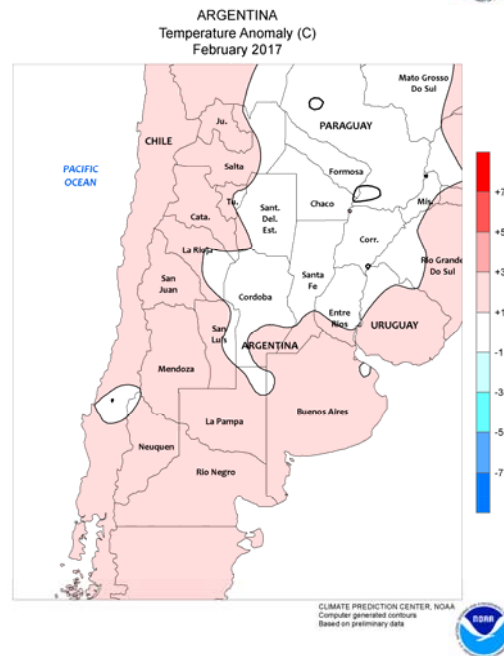 ARGENTINA
Temperature Anomaly (C)
February 2017
Mato Grosso
Do Sul
Ju.
PARAGUAY
CHILE
PACIFIC
OCEAN
Salta
Formosa
Tu.
Chaco
Mis.
Sant.
Del.
Est.
Cata.
Corr.
La Rioja
Rio Grande
Do Sul
San
Juan
Santa
Fe
Cordoba
Entre
Rios
San
Luis
URUGUAY
ARGENTINA
Mendoza
Buenos Aires
La Pampa
Neuquen
Rio Negro
+7
+5
+3
+1
-1
-3
-5
-7
CLIMATE PREDICTION CENTER, NOAA
Computer generated contours
Based on preliminary data
NOAA